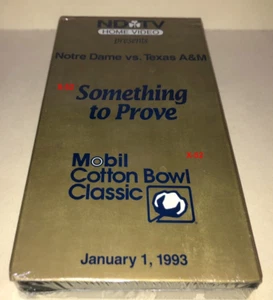 ND TV
HOME VIDEO
presents
Notre Dame vs. Texas A&M
"Something
to Prove"
Mobil
Cotton Bowl
Classic
January 1, 1993